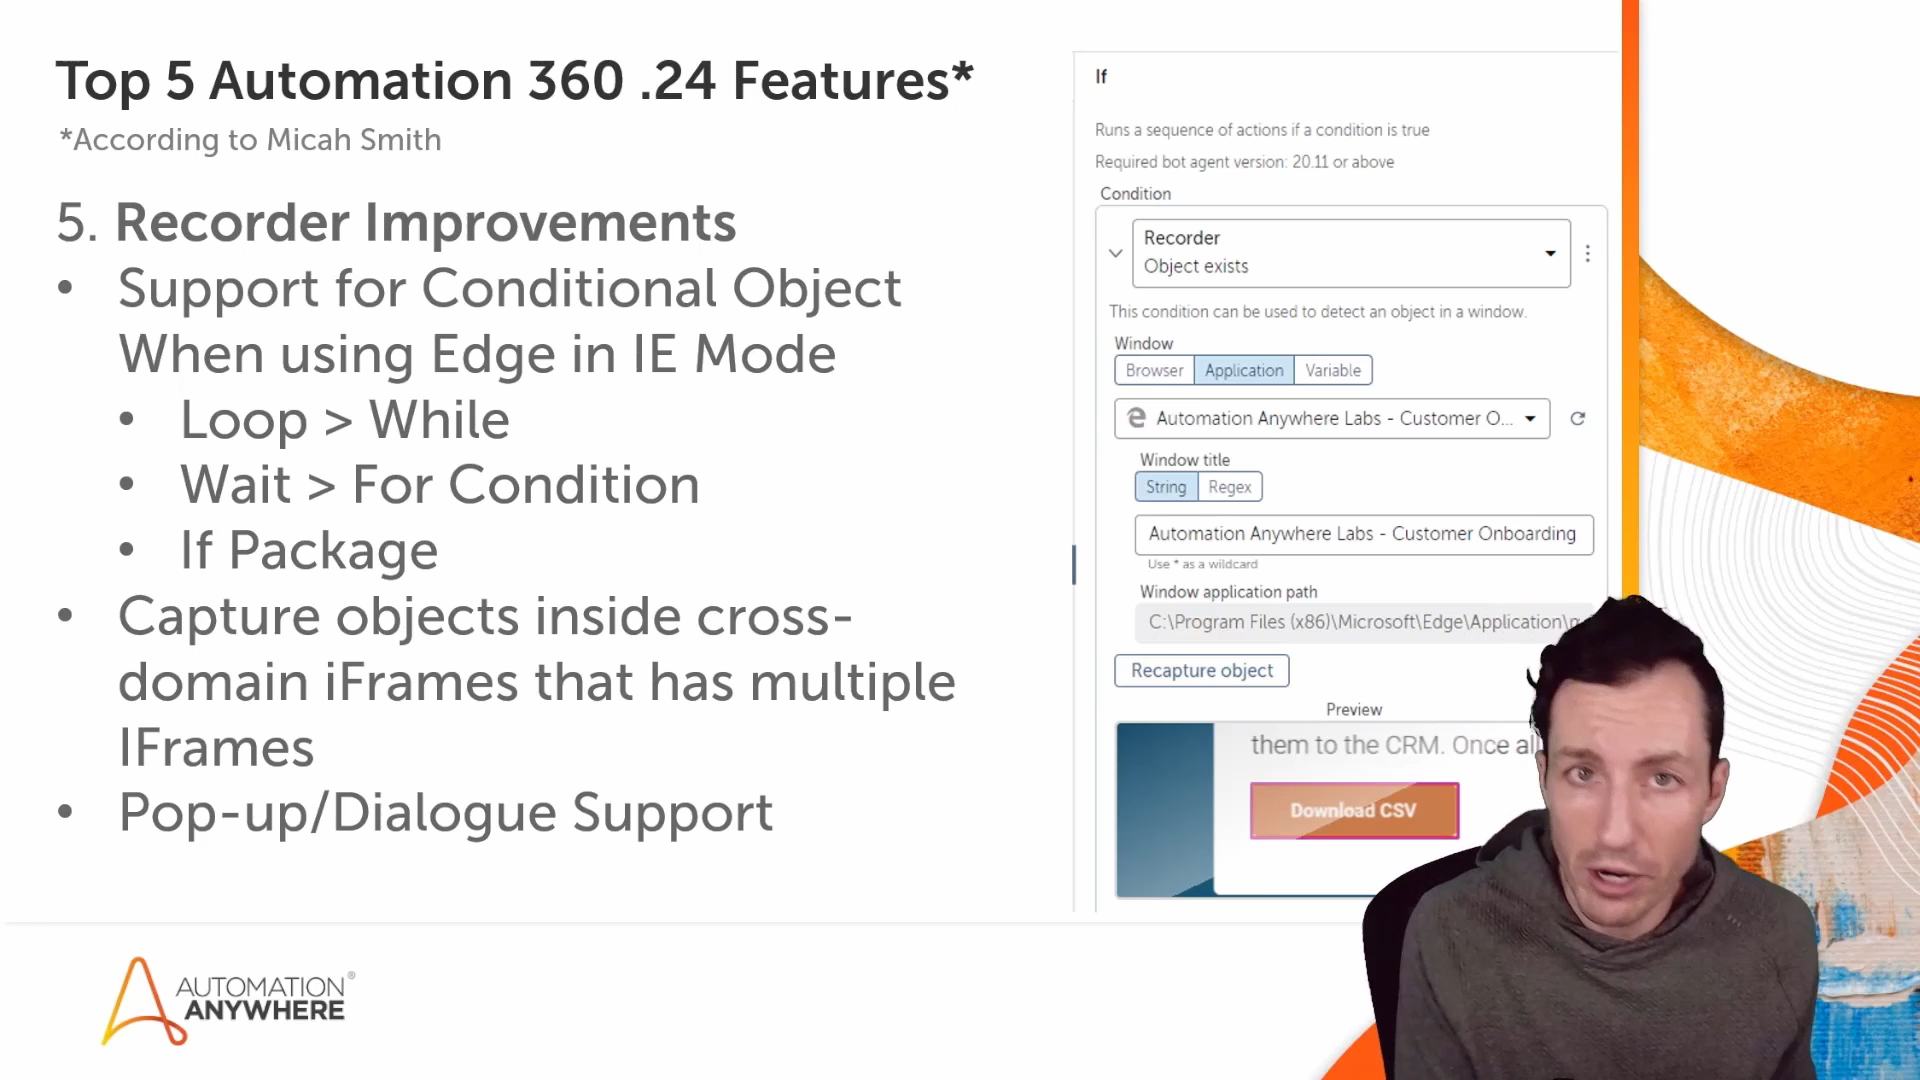 Top 5 Automation 360 .24 Features*
*According to Micah Smith
5. Recorder Improvements
• Support for Conditional Object
When using Edge in IE Mode
• Loop > While
• Wait > For Condition
• If Package
• Capture objects inside cross-
domain iFrames that has multiple
IFrames
• Pop-up/Dialogue Support
AUTOMATION®
ANYWHERE
If
Runs a sequence of actions if a condition is true
Required bot agent version: 20.11 or above
Condition
Recorder
Object exists
This condition can be used to detect an object in a window.
Window
Browser Application Variable
Automation Anywhere Labs - Customer O...
Window title
String Regex
Automation Anywhere Labs - Customer Onboarding
Use * as a wildcard
Window application path
C:\Program Files (x86)\Microsoft\Edge\Application\
Recapture object
Preview
them to the CRM. Once all
Download CSV